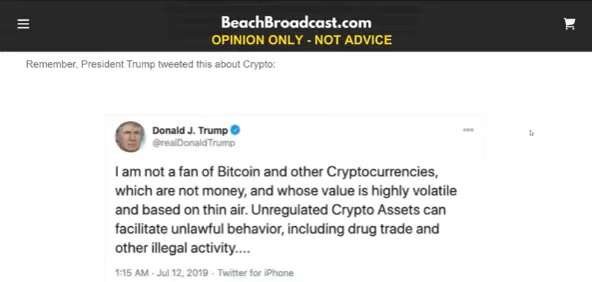 BeachBroadcast.com
OPINION ONLY - NOT ADVICE
Remember, President Trump tweeted this about Crypto:
Donald J. Trump
@realDonaldTrump
I am not a fan of Bitcoin and other Cryptocurrencies,
which are not money, and whose value is highly volatile
and based on thin air. Unregulated Crypto Assets can
facilitate unlawful behavior, including drug trade and
other illegal activity....
1:15 AM · Jul 12, 2019 · Twitter for iPhone